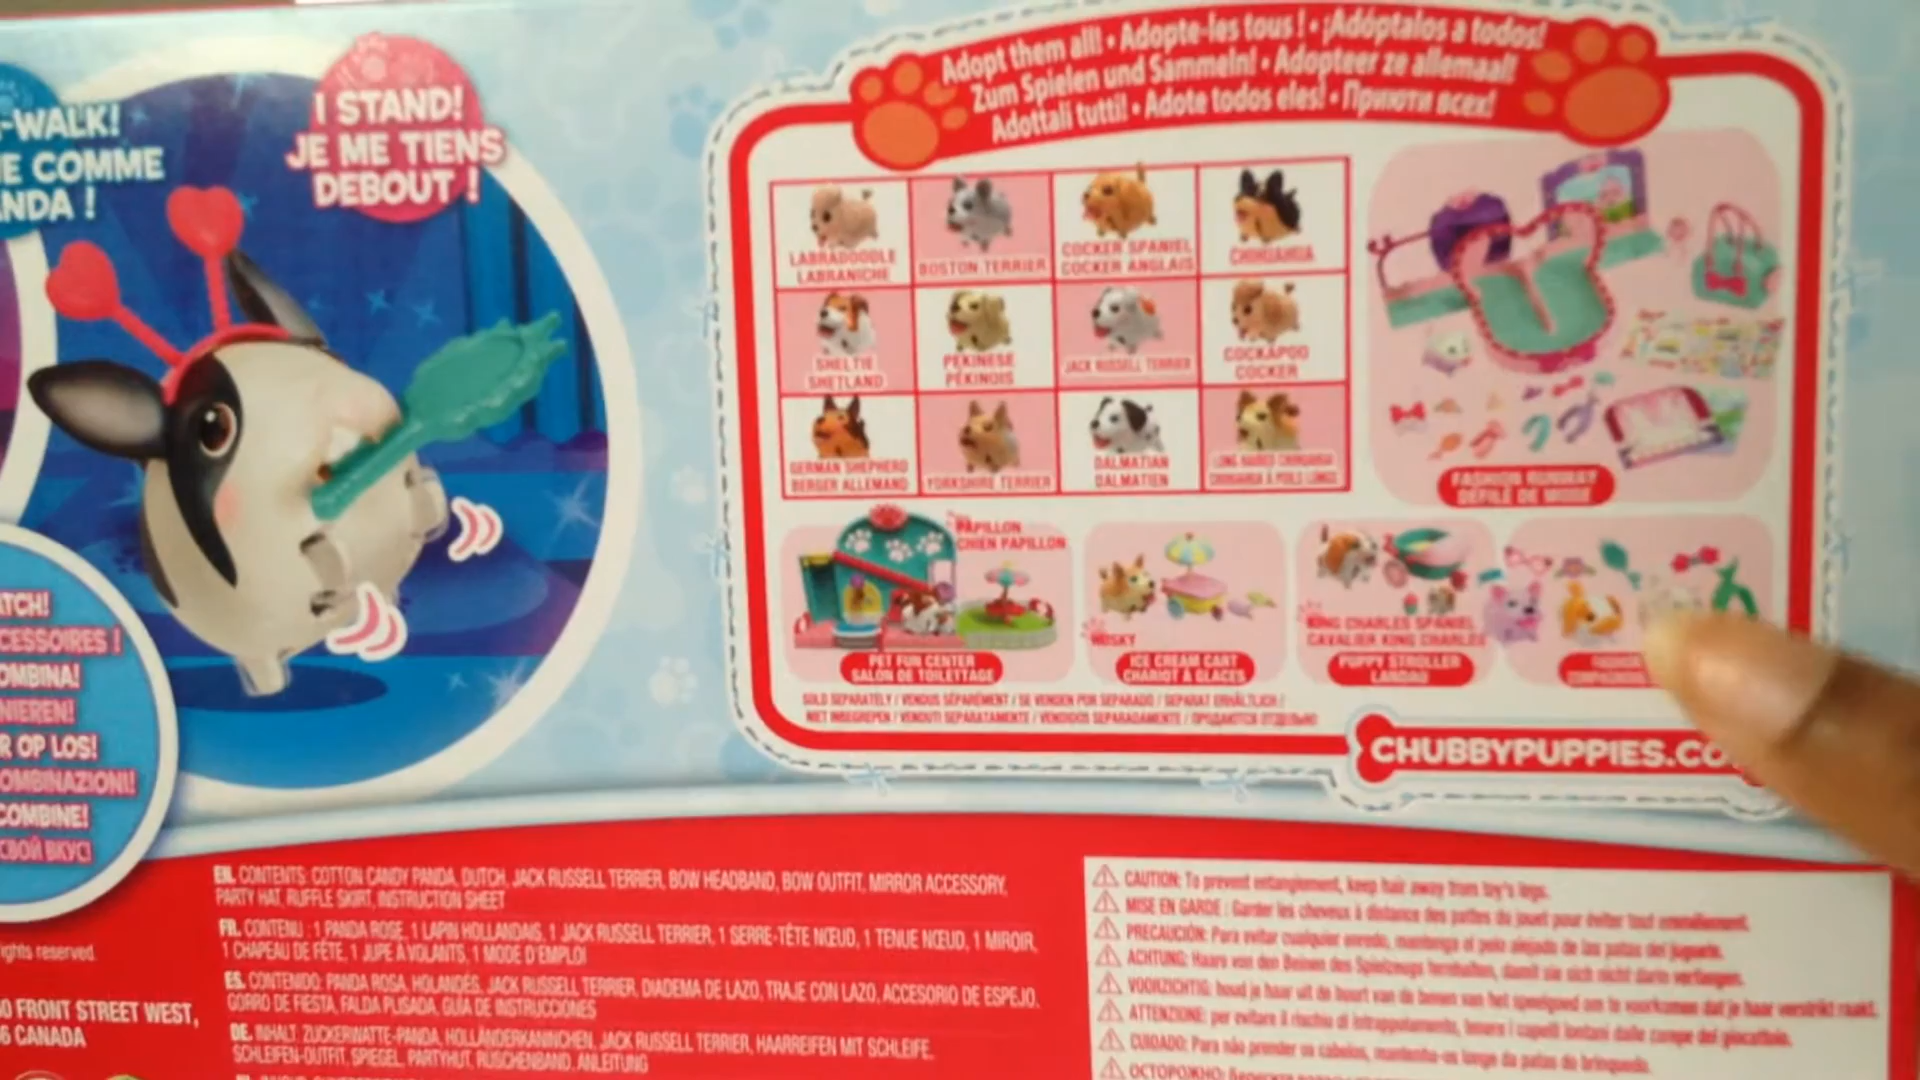 -WALK!
E COMME
NDA !
I STAND!
JE ME TIENS
DEBOUT !
Adopt them all! • Adopte-les tous ! • ¡Adóptalos a todos!
Zum Spielen und Sammeln! • Adopteer ze allemaal!
Adottali tutti! • Adote todos eles! • Приюти всех!
LABRADOODLE
LABRANICHE
BOSTON TERRIER
COCKER SPANIEL
COCKER ANGLAIS
CHIHUAHUA
SHELTIE
SHETLAND
PEKINESE
PÉKINOIS
JACK RUSSELL TERRIER
COCKAPOO
COCKER
GERMAN SHEPHERD
BERGER ALLEMAND
YORKSHIRE TERRIER
DALMATIAN
DALMATIEN
LONG HAIRED CHIHUAHUA
CHIHUAHUA À POILS LONGS
FASHION RUNWAY
DÉFILÉ DE MODE
PAPILLON
CHIEN PAPILLON
PET FUN CENTER
SALON DE TOILETTAGE
HUSKY
ICE CREAM CART
CHARIOT À GLACES
KING CHARLES SPANIEL
CAVALIER KING CHARLES
PUPPY STROLLER
LANDAU
SOLD SEPARATELY / VENDUS SÉPARÉMENT / SE VENDEN POR SEPARADO / SEPARAT ERHÄLTLICH /
NIET INBEGREPEN / VENDUTI SEPARATAMENTE / VENDIDOS SEPARADAMENTE / ПРОДАЮТСЯ ОТДЕЛЬНО
CHUBBYPUPPIES.CO
ATCH!
CCESSOIRES !
OMBINA!
NIEREN!
R OP LOS!
OMBINAZIONI!
COMBINE!
СВОЙ ВКУС!
ights reserved.
0 FRONT STREET WEST,
6 CANADA
EN. CONTENTS: COTTON CANDY PANDA, DUTCH, JACK RUSSELL TERRIER, BOW HEADBAND, BOW OUTFIT, MIRROR ACCESSORY,
PARTY HAT, RUFFLE SKIRT, INSTRUCTION SHEET
FR. CONTENU : 1 PANDA ROSE, 1 LAPIN HOLLANDAIS, 1 JACK RUSSELL TERRIER, 1 SERRE-TÊTE NŒUD, 1 TENUE NŒUD, 1 MIROIR,
1 CHAPEAU DE FÊTE, 1 JUPE À VOLANTS, 1 MODE D'EMPLOI
ES. CONTENIDO: PANDA ROSA, HOLANDÉS, JACK RUSSELL TERRIER, DIADEMA DE LAZO, TRAJE CON LAZO, ACCESORIO DE ESPEJO,
GORRO DE FIESTA, FALDA PLISADA, GUÍA DE INSTRUCCIONES
DE. INHALT: ZUCKERWATTE-PANDA, HOLLÄNDERKANINCHEN, JACK RUSSELL TERRIER, HAARREIFEN MIT SCHLEIFE,
SCHLEIFEN-OUTFIT, SPIEGEL, PARTYHUT, RÜSCHENBAND, ANLEITUNG
CAUTION: To prevent entanglement, keep hair away from toy's legs.
MISE EN GARDE : Garder les cheveux à distance des pattes du jouet pour éviter tout emmêlement.
PRECAUCIÓN: Para evitar cualquier enredo, mantenga el pelo alejado de las patas del juguete.
ACHTUNG: Haare von den Beinen des Spielzeugs fernhalten, damit sie sich nicht darin verfangen.
VOORZICHTIG: houd je haar uit de buurt van de benen van het speelgoed om te voorkomen dat je haar verstrikt raakt.
ATTENZIONE: per evitare il rischio di intrappolamento, tenere i capelli lontani dalle zampe del giocattolo.
CUIDADO: Para não prender os cabelos, mantenha-os longe da patas do brinquedo.
ОСТОРОЖНО: